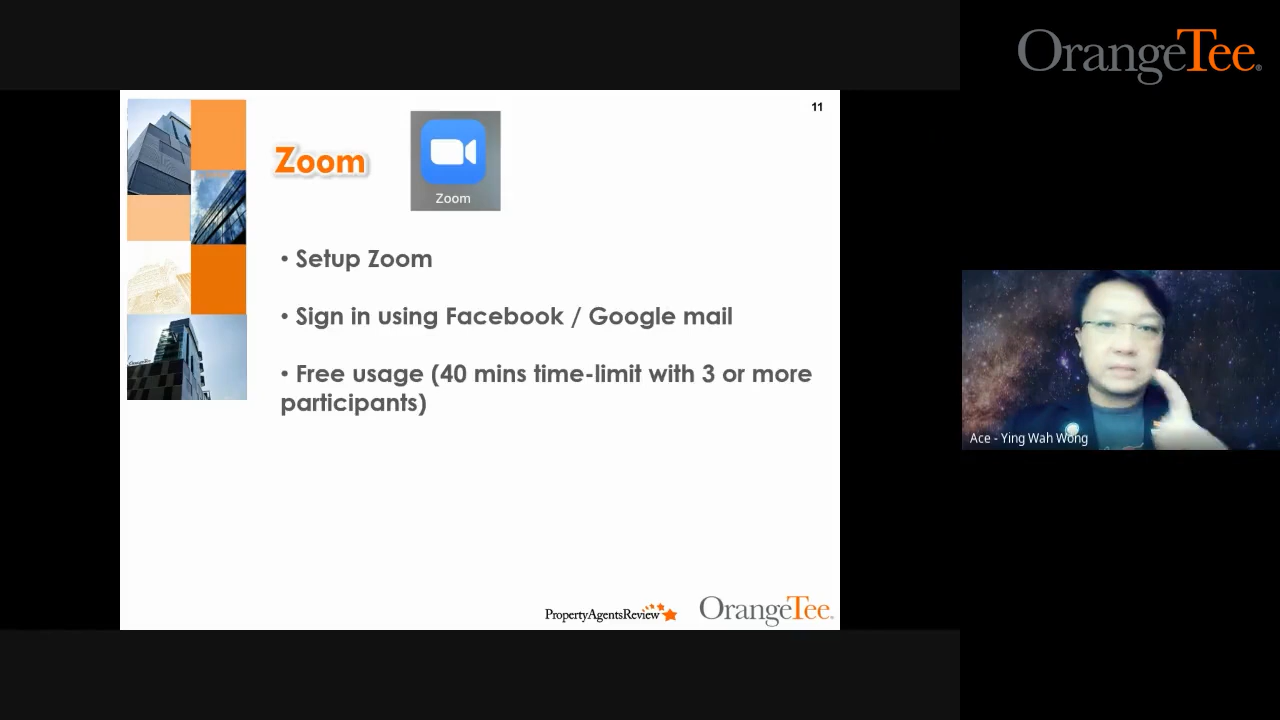 OrangeTee
11
Zoom
Zoom
• Setup Zoom
• Sign in using Facebook / Google mail
• Free usage (40 mins time-limit with 3 or more
participants)
Ace - Ying Wah Wong
PropertyAgentsReview
OrangeTee